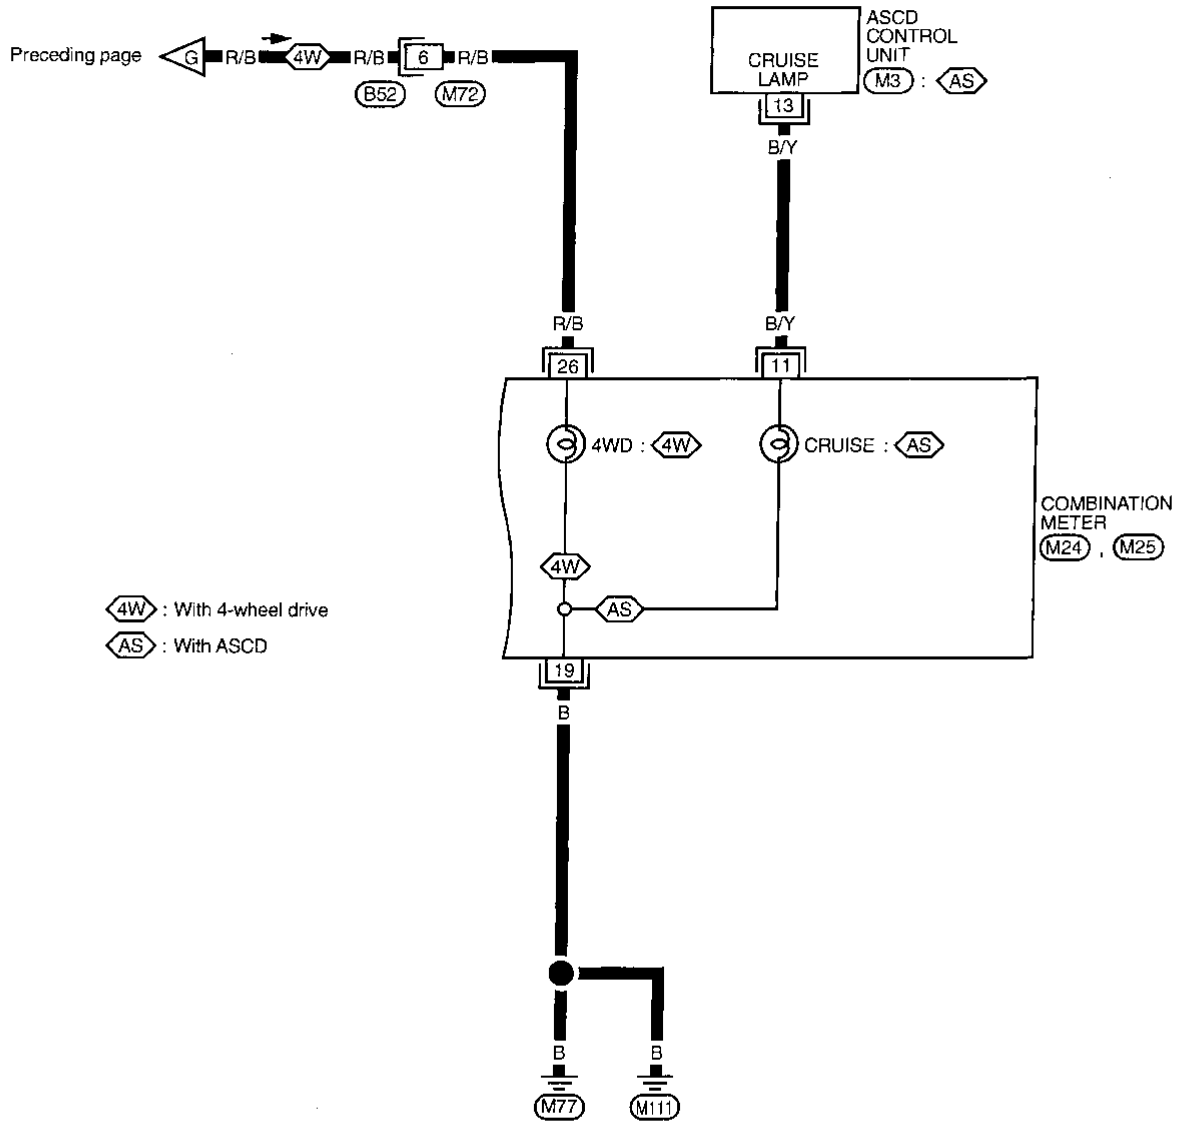 Preceding page G R/B 4W R/B 6 R/B
B52 M72
CRUISE
LAMP
13
ASCD
CONTROL
UNIT
M3 : AS
B/Y
R/B B/Y
26 11
4WD : 4W CRUISE : AS
COMBINATION
METER
M24 , M25
4W
AS
4W : With 4-wheel drive
AS : With ASCD
19
B
B B
M77 M111